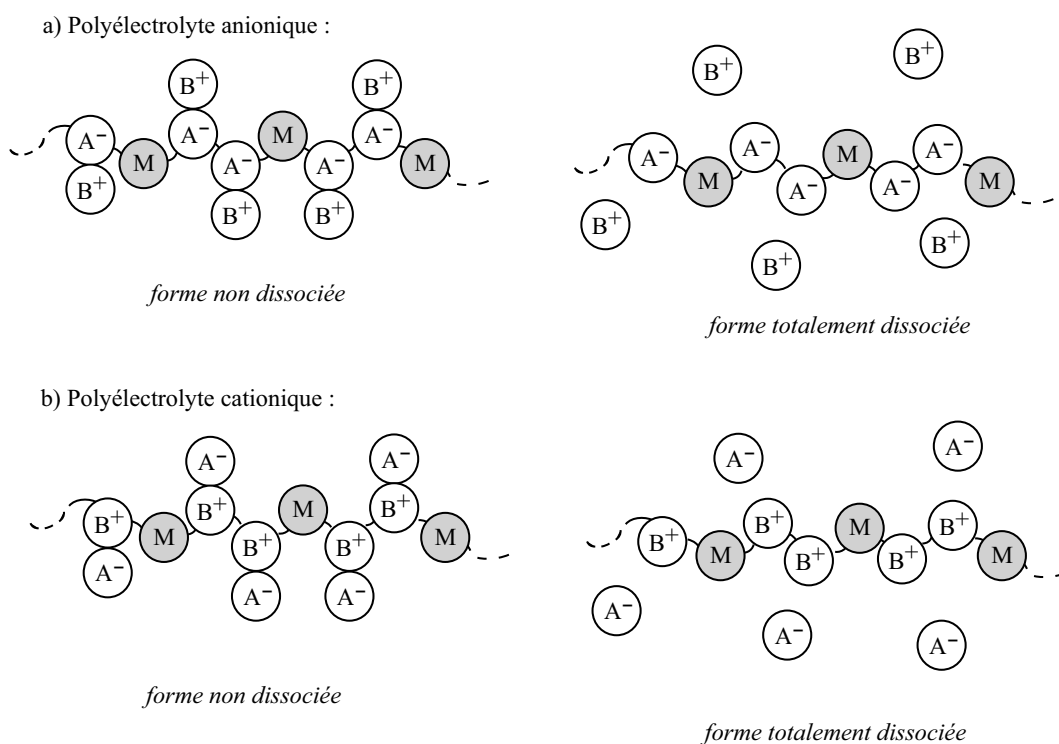 a) Polyélectrolyte anionique :
B+ B+ B+ B+
A− M A− A− M A− A− M
B+ B+ B+
A− M A− A− M A− A− M
B+ B+ B+
forme non dissociée
forme totalement dissociée
b) Polyélectrolyte cationique :
A− A− A− A−
B+ M B+ B+ M B+ B+ M
A− A− A−
B+ M B+ B+ M B+ B+ M
A− A− A−
forme non dissociée
forme totalement dissociée